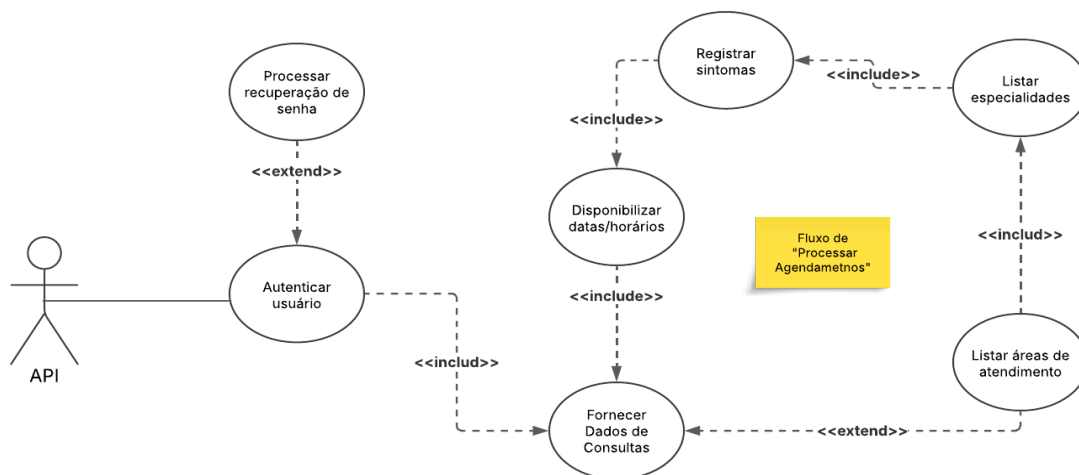 Processar
recuperação de
senha
<<extend>>
Autenticar
usuário
API
<<includ>>
Registrar
sintomas
<<include>>
Listar
especialidades
<<include>>
Disponibilizar
datas/horários
Fluxo de
"Processar
Agendametnos"
<<includ>>
<<include>>
Listar áreas de
atendimento
Fornecer
Dados de
Consultas
<<extend>>